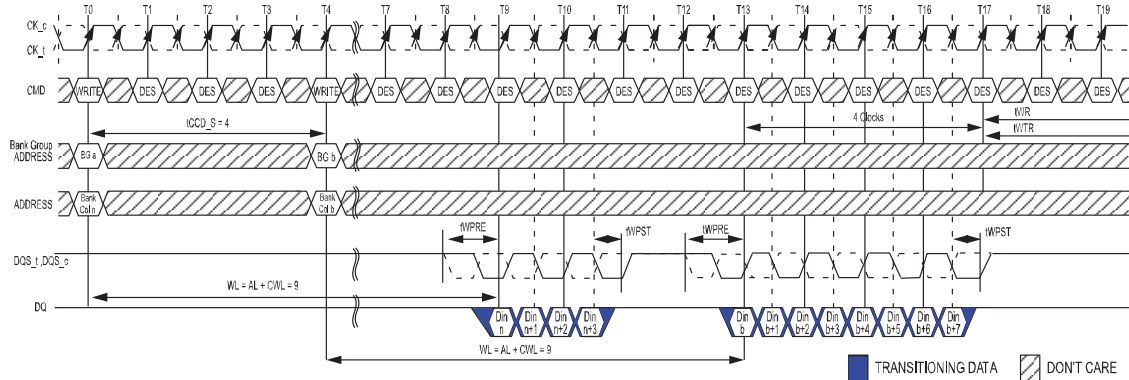 T0 T1 T2 T3 T4 T7 T8 T9 T10 T11 T12 T13 T14 T15 T16 T17 T18 T19
CK_c
CK_t
CMD WRITE DES DES DES WRITE DES DES DES DES DES DES DES DES DES DES DES DES DES
tCCD_S = 4 4 Clocks tWR
tWTR
Bank Group
ADDRESS BG a BG b
ADDRESS Bank Col n Bank Col b
tWPRE tWPST tWPRE tWPST
DQS_t ,DQS_c
WL = AL + CWL = 9
DQ Din n Din n+1 Din n+2 Din n+3 Din b Din b+1 Din b+2 Din b+3 Din b+4 Din b+5 Din b+6 Din b+7
WL = AL + CWL = 9
TRANSITIONING DATA DON'T CARE